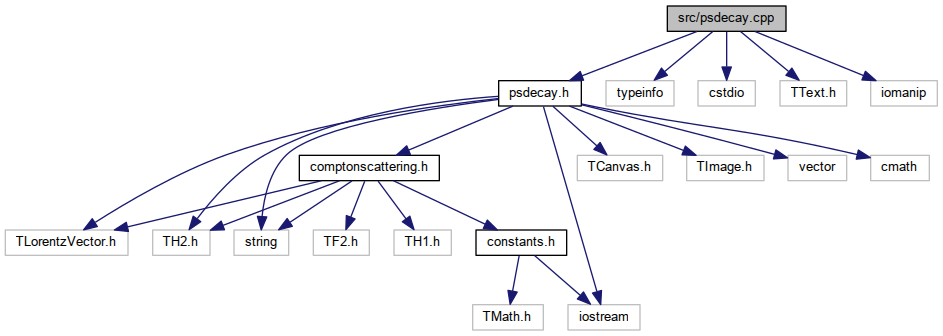 src/psdecay.cpp
psdecay.h
typeinfo
cstdio
TText.h
iomanip
comptonscattering.h
TCanvas.h
TImage.h
vector
cmath
TLorentzVector.h
TH2.h
string
TF2.h
TH1.h
constants.h
TMath.h
iostream